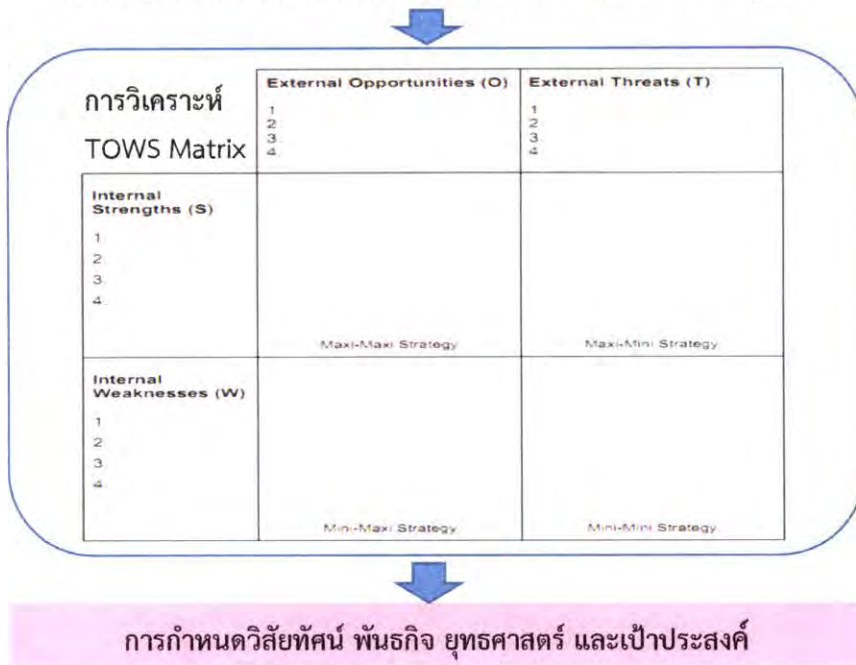 การวิเคราะห์
TOWS Matrix
External Opportunities (O)
1
2
3
4
External Threats (T)
1
2
3
4
Internal
Strengths (S)
1
2
3
4
Maxi-Maxi Strategy
Maxi-Mini Strategy
Internal
Weaknesses (W)
1
2
3
4
Mini-Maxi Strategy
Mini-Mini Strategy
การกำหนดวิสัยทัศน์ พันธกิจ ยุทธศาสตร์ และเป้าประสงค์